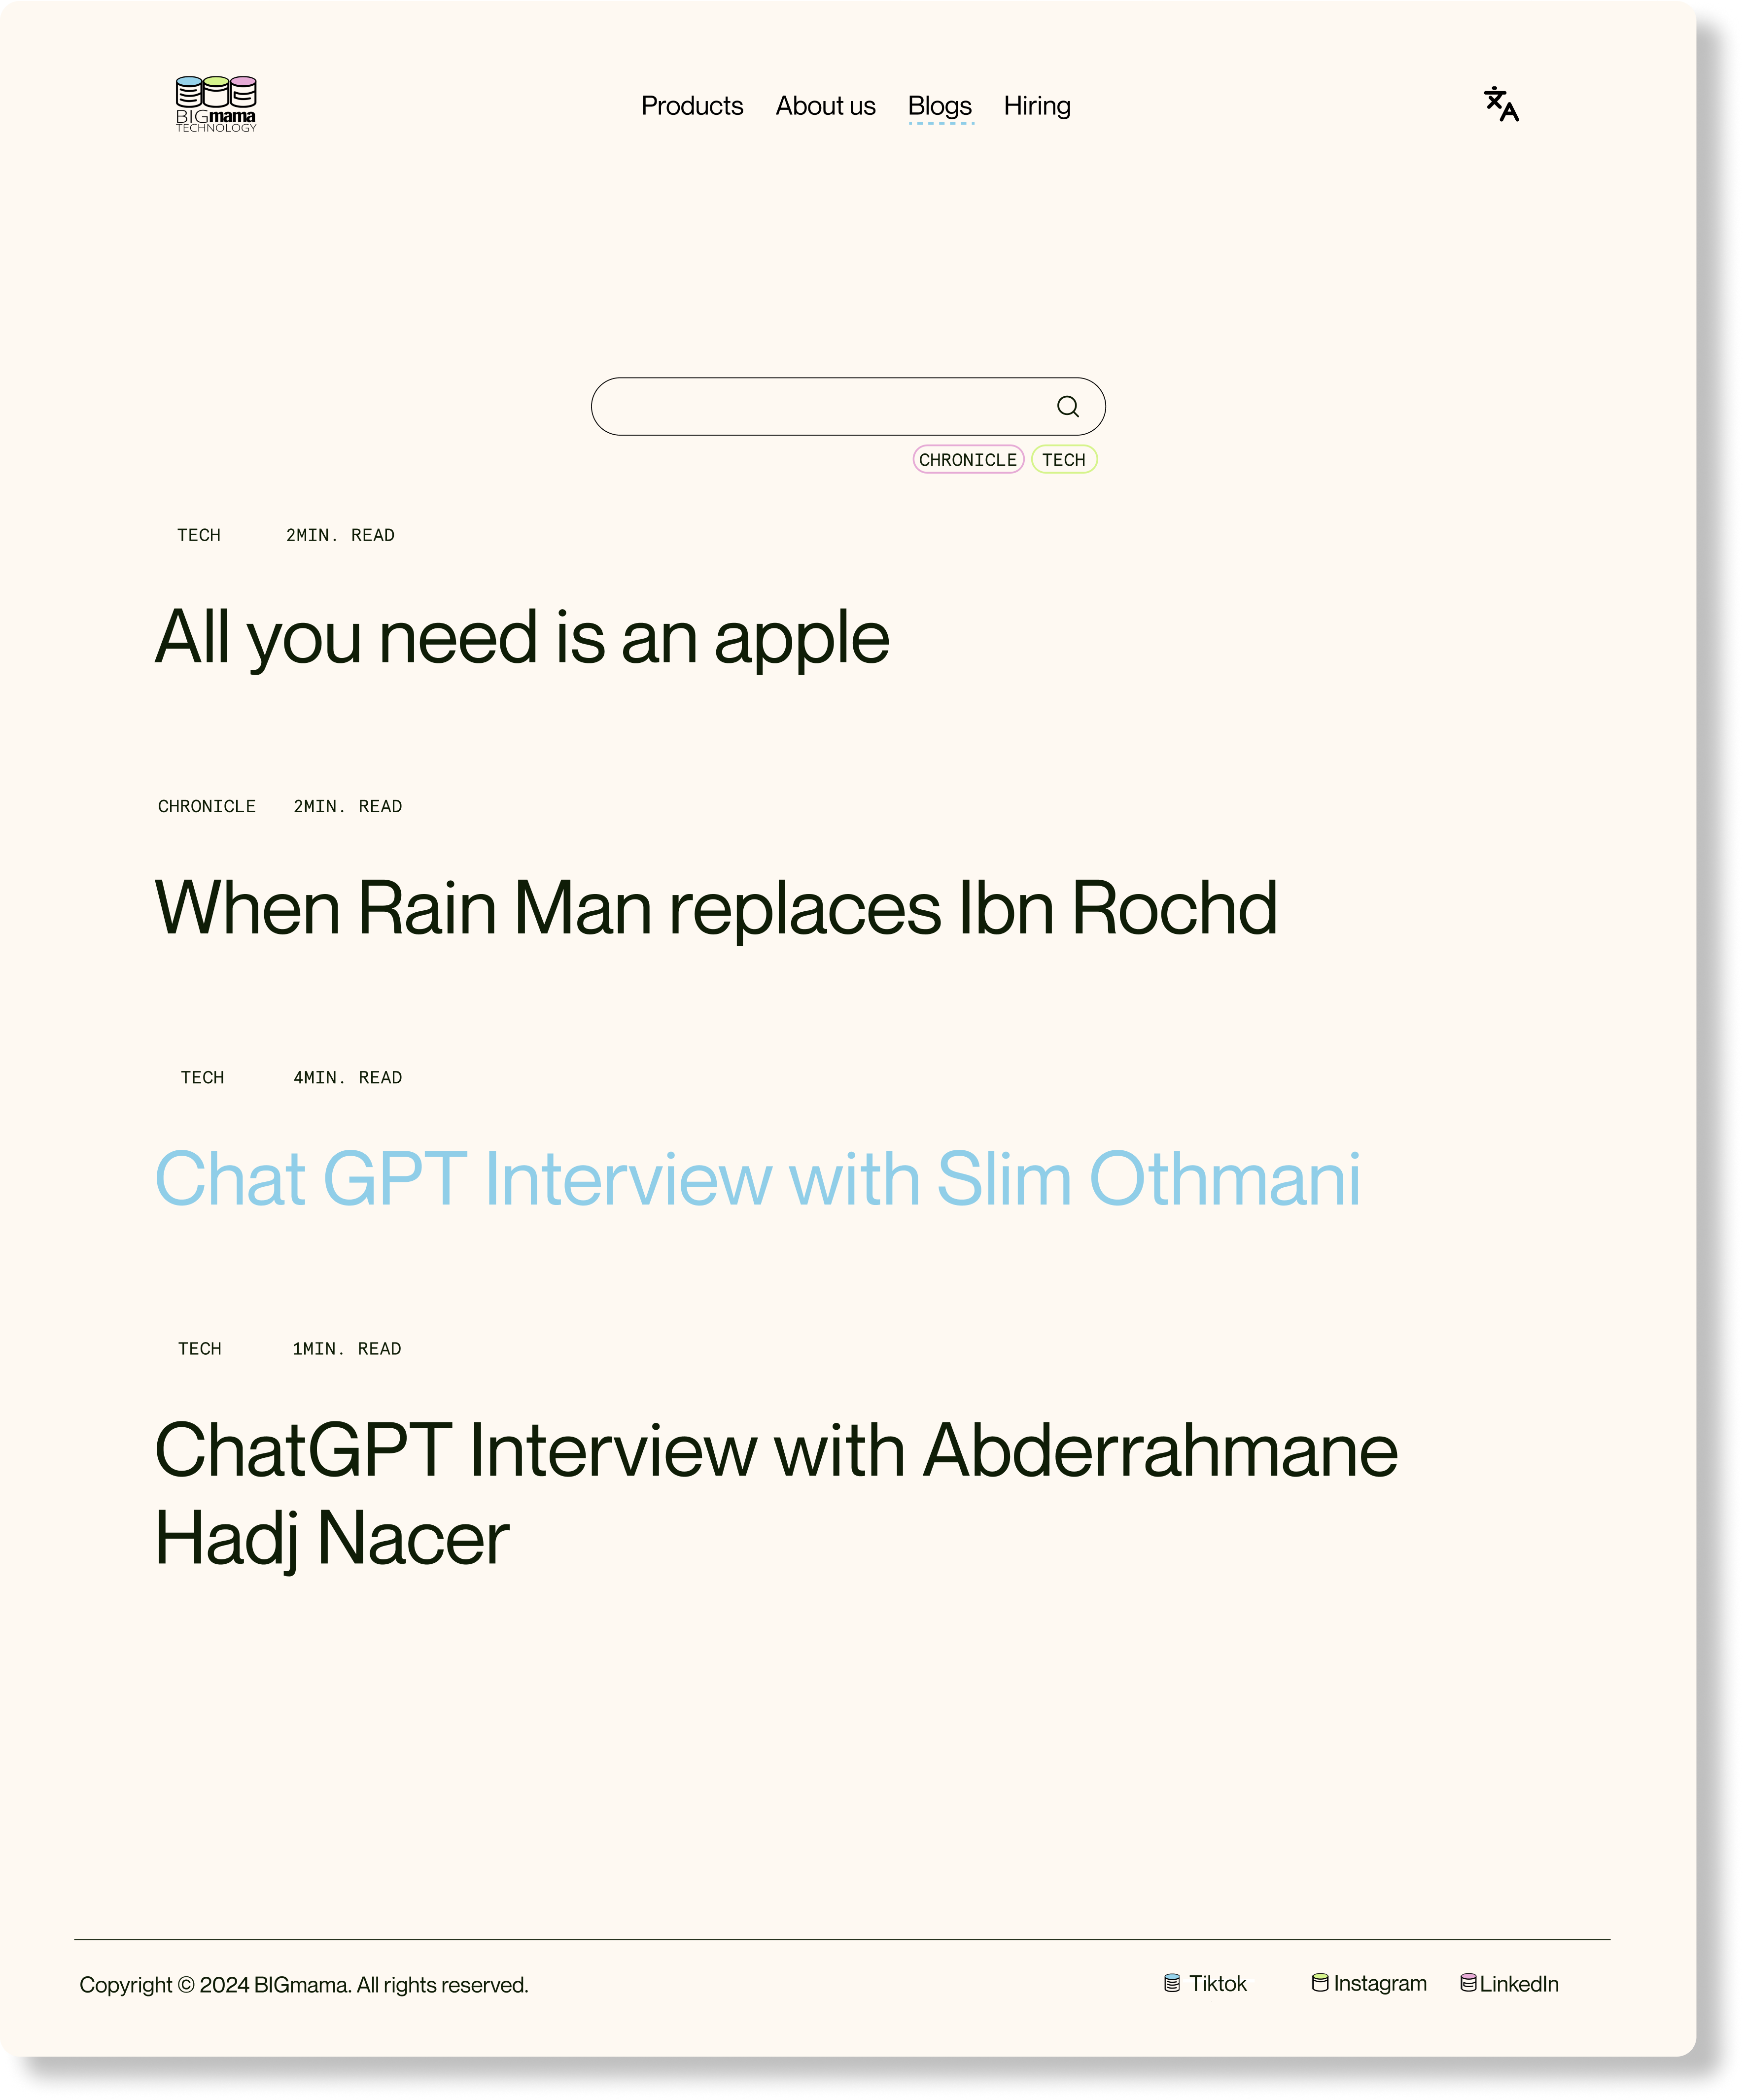 BIGmama
TECHNOLOGY
Products About us Blogs Hiring
CHRONICLE TECH
TECH 2MIN. READ
All you need is an apple
CHRONICLE 2MIN. READ
When Rain Man replaces Ibn Rochd
TECH 4MIN. READ
Chat GPT Interview with Slim Othmani
TECH 1MIN. READ
ChatGPT Interview with Abderrahmane
Hadj Nacer
Copyright © 2024 BIGmama. All rights reserved. Tiktok Instagram LinkedIn